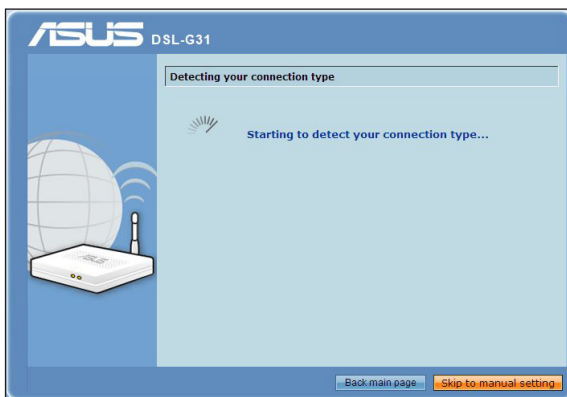 ASUS DSL-G31
Detecting your connection type
Starting to detect your connection type...
ASUS
Back main page
Skip to manual setting